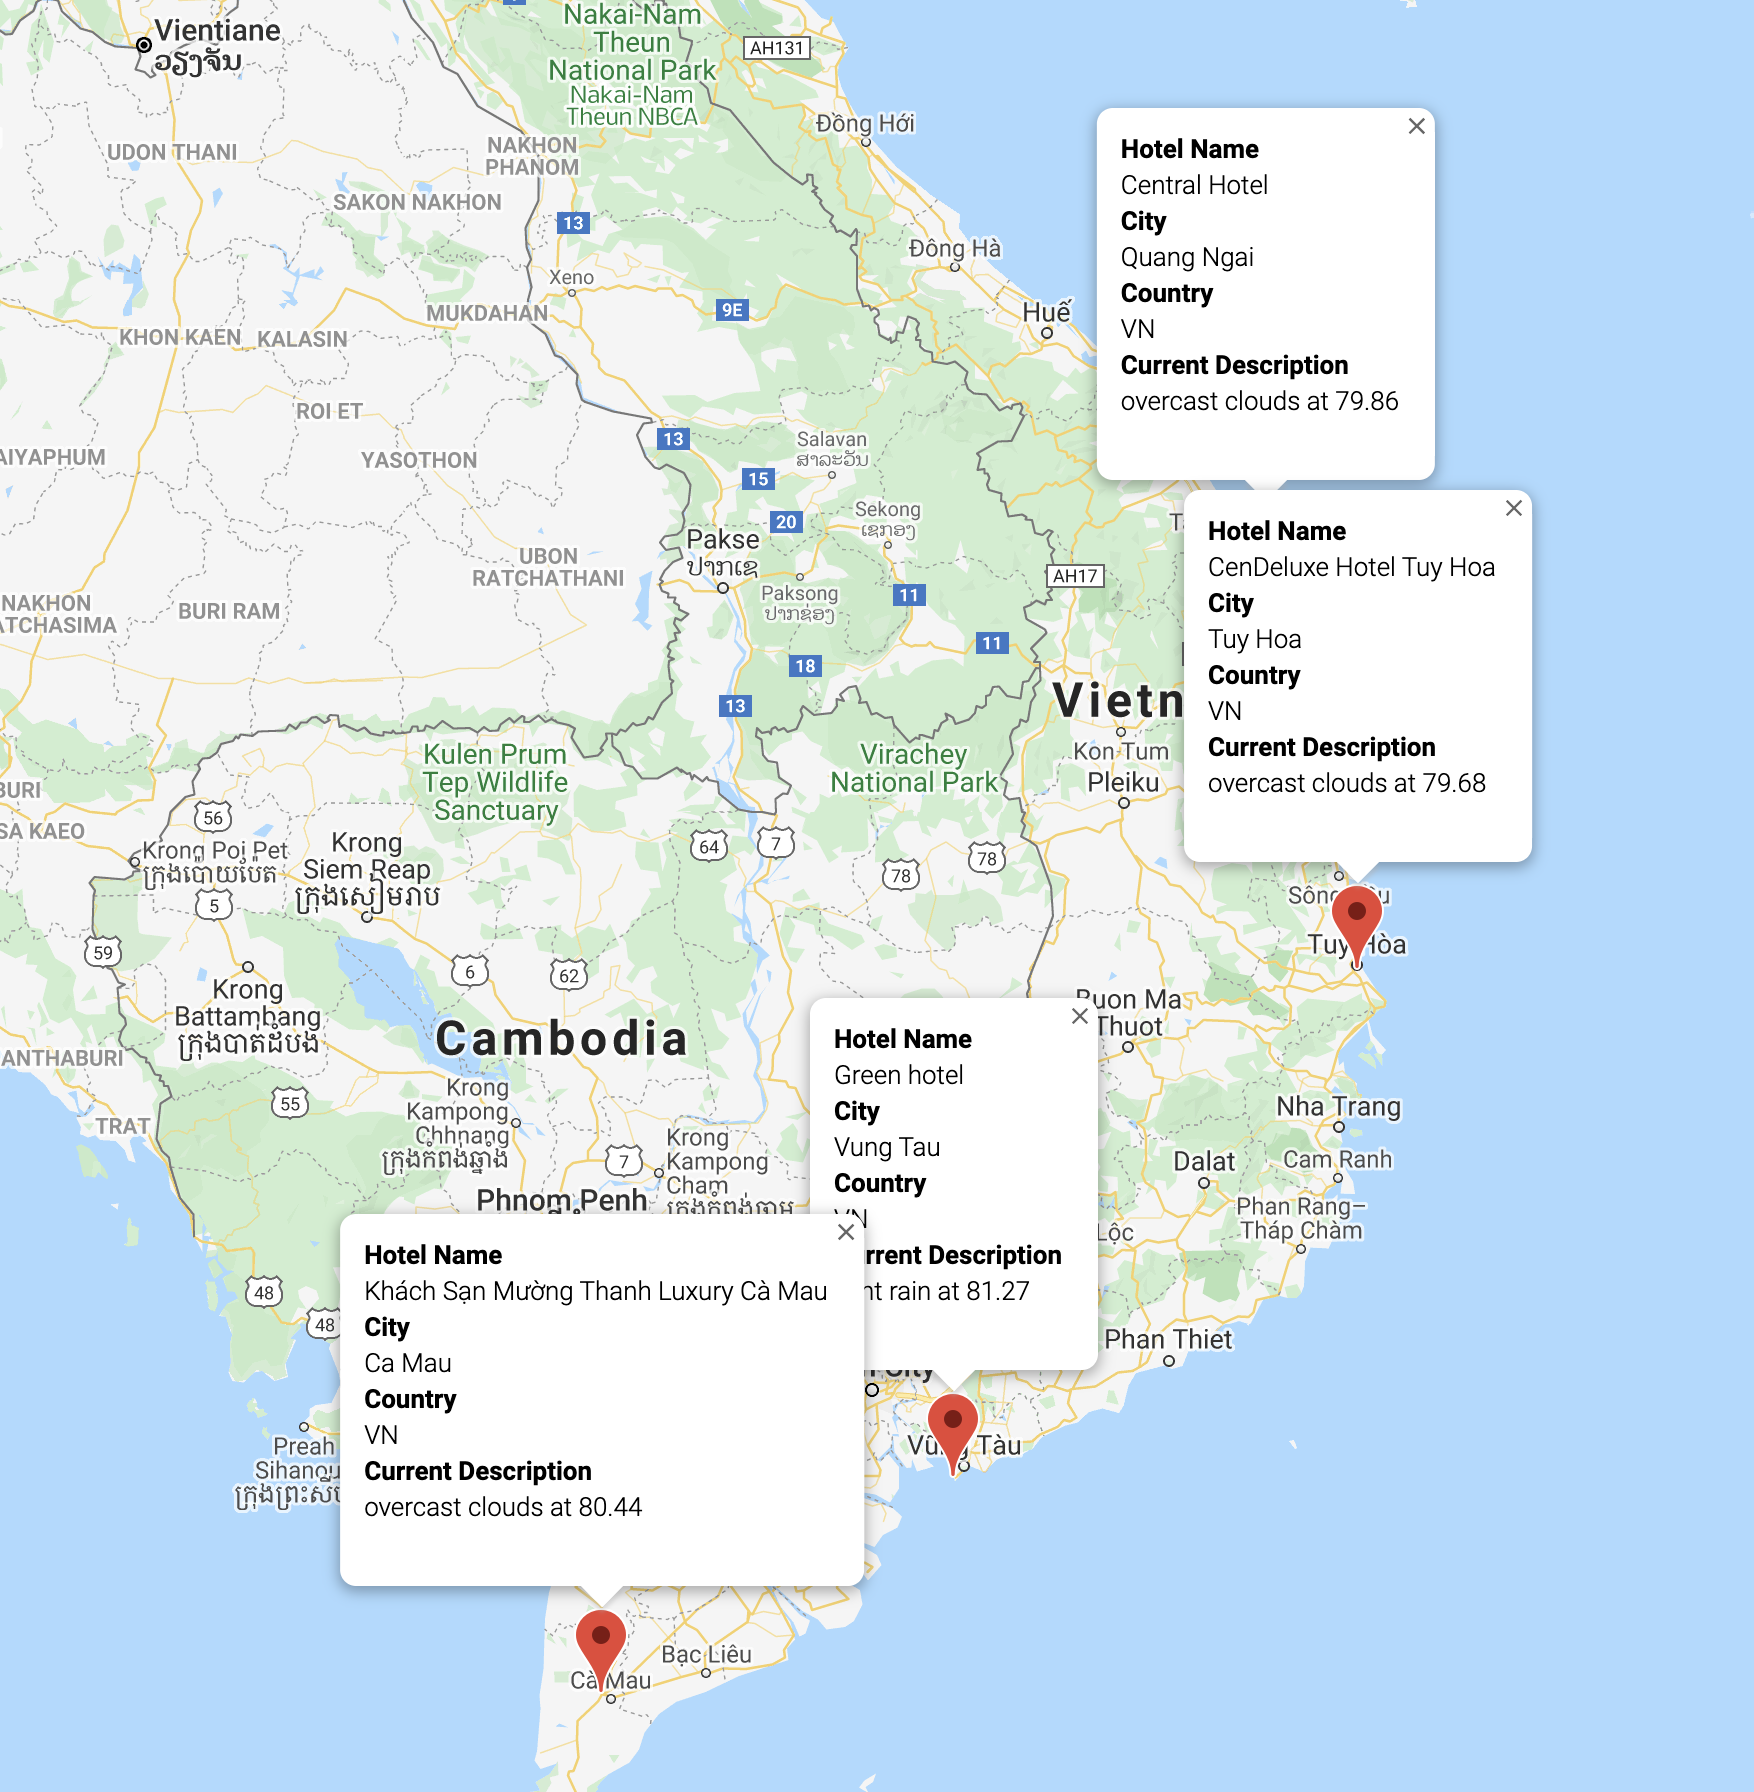 Vientiane
ວຽງຈັນ
Nakai-Nam
Theun
National Park
Nakai-Nam
Theun NBCA
AH131
Đồng Hới
UDON THANI
NAKHON
PHANOM
SAKON NAKHON
13
Đông Hà
Xeno
9E
MUKDAHAN
Huế
KHON KAEN
KALASIN
ROI ET
13
AIYAPHUM
YASOTHON
Salavan
ສາລະວັນ
15
20
Sekong
ເຊກອງ
Pakse
ປາກເຊ
UBON
RATCHATHANI
AH17
Paksong
ປາກຊ່ອງ
11
NAKHON
ATCHASIMA
BURI RAM
11
18
13
Hotel Name
Central Hotel
City
Quang Ngai
Country
VN
Current Description
overcast clouds at 79.86
Hotel Name
CenDeluxe Hotel Tuy Hoa
City
Tuy Hoa
Country
VN
Current Description
overcast clouds at 79.68
Vietn
Kon Tum
Pleiku
Kulen Prum
Tep Wildlife
Sanctuary
Virachey
National Park
BURI
SA KAEO
56
64
7
78
78
Krong Poi Pet
ក្រុងប៉ោយប៉ែត
Krong
Siem Reap
ក្រុងសៀមរាប
5
59
6
62
Tuy Hòa
Krong
Battambang
ក្រុងបាត់ដំបង
Cambodia
Buon Ma
Thuot
ANTHABURI
55
TRAT
Krong
Kampong
Chhnang
ក្រុងកំពង់ឆ្នាំង
7
Krong
Kampong
Cham
ក្រុងកំពង់ចាម
Phnom Penh
Nha Trang
Dalat
Cam Ranh
Phan Rang–
Tháp Chàm
Lộc
Hotel Name
Green hotel
City
Vung Tau
Country
VN
rrent Description
nt rain at 81.27
Hotel Name
Khách Sạn Mường Thanh Luxury Cà Mau
City
Ca Mau
Country
VN
Current Description
overcast clouds at 80.44
48
48
Phan Thiet
City
Vũng Tàu
Preah
Sihanou
Bạc Liêu
Cà Mau